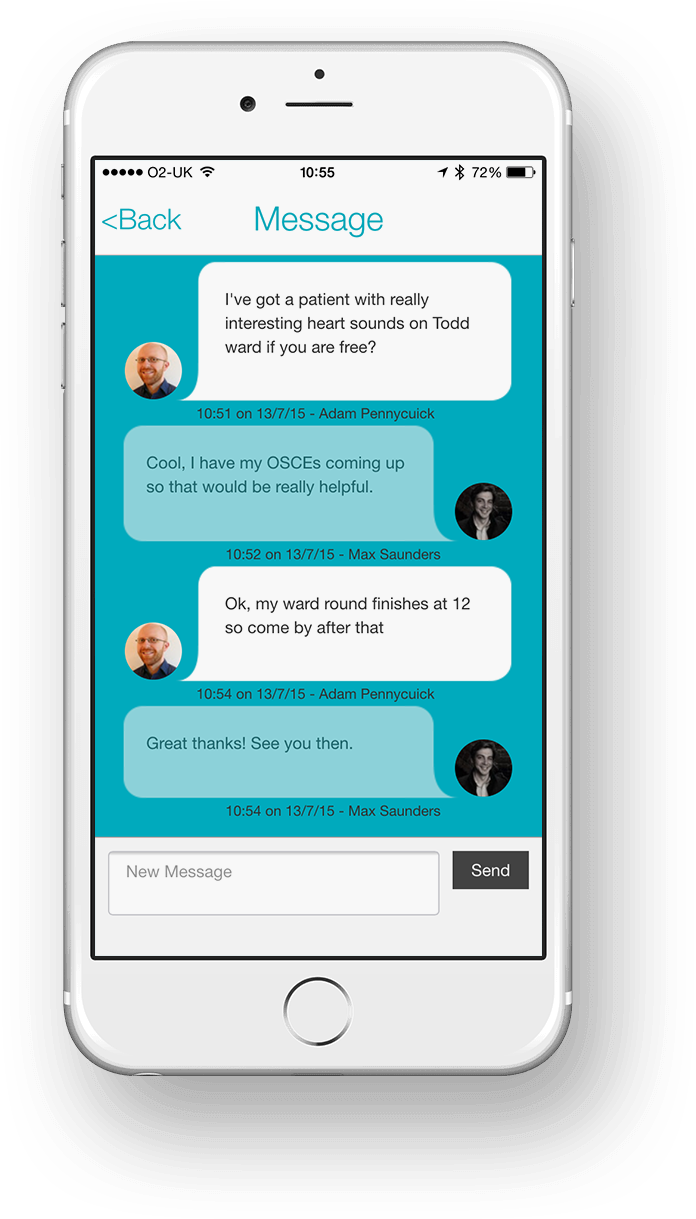 O2-UK 10:55 72%
<Back Message
I've got a patient with really
interesting heart sounds on Todd
ward if you are free?
10:51 on 13/7/15 - Adam Pennycuick
Cool, I have my OSCEs coming up
so that would be really helpful.
10:52 on 13/7/15 - Max Saunders
Ok, my ward round finishes at 12
so come by after that
10:54 on 13/7/15 - Adam Pennycuick
Great thanks! See you then.
10:54 on 13/7/15 - Max Saunders
New Message
Send